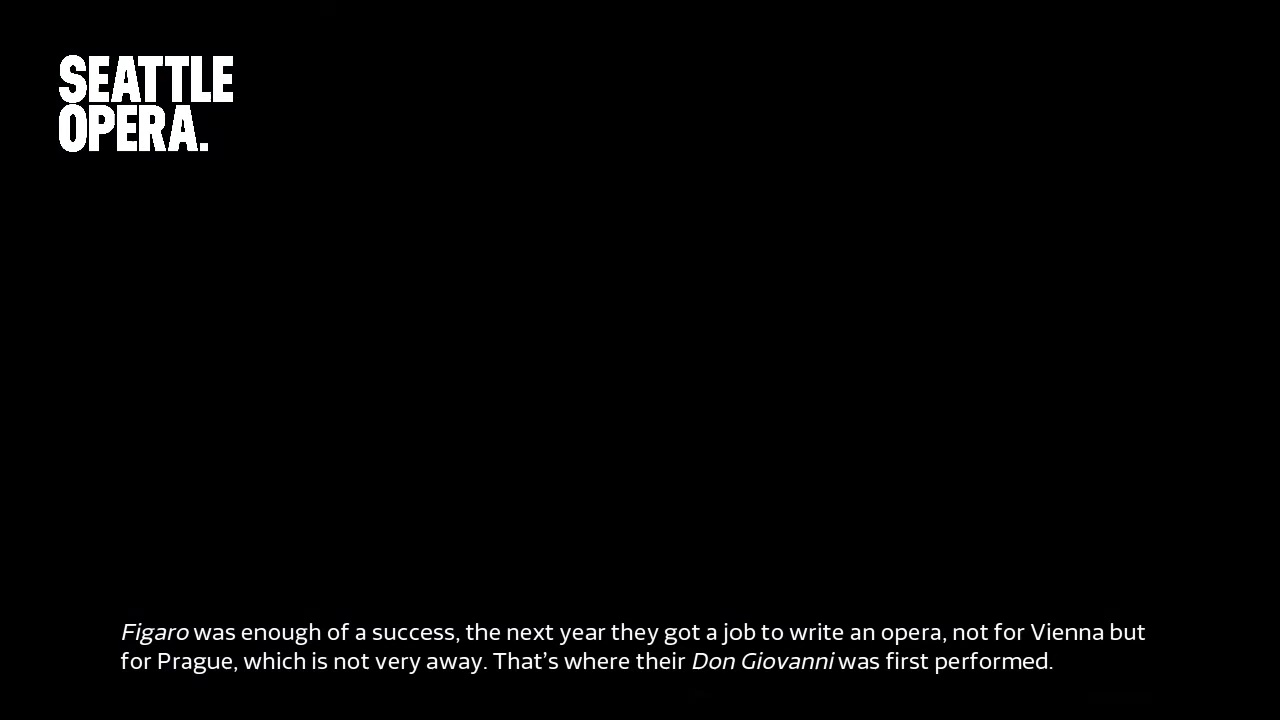 SEATTLE
OPERA.
Figaro was enough of a success, the next year they got a job to write an opera, not for Vienna but
for Prague, which is not very away. That’s where their Don Giovanni was first performed.